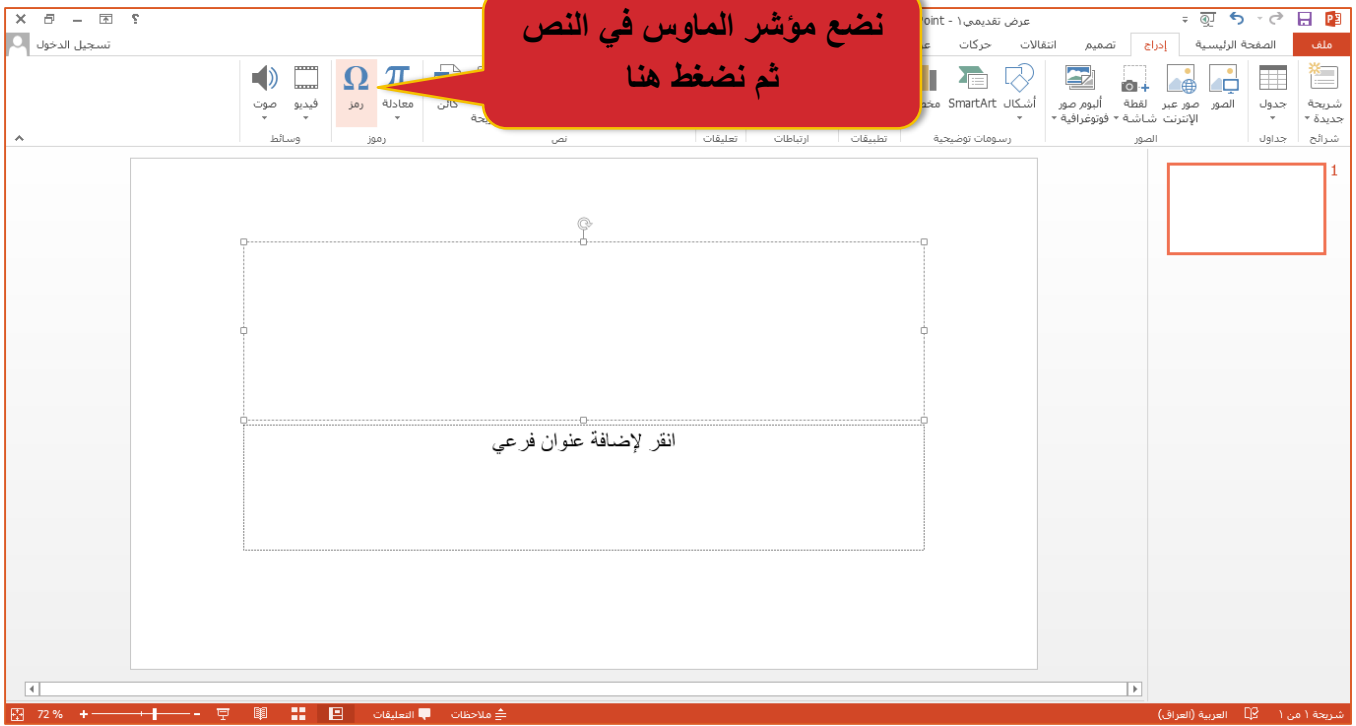 نضع مؤشر الماوس في النص
ثم نضغط هنا
عرض تقديمي١ -
?
تسجيل الدخول
ملف
الصفحة الرئيسية
إدراج
تصميم
انتقالات
حركات
شريحة جديدة
جدول
الصور
صور عبر الإنترنت
لقطة شاشة
ألبوم صور فوتوغرافية
أشكال
SmartArt
معادلة
رمز
فيديو
صوت
شرائح
جداول
الصور
رسومات توضيحية
تطبيقات
ارتباطات
تعليقات
نص
رموز
وسائط
1
انقر لإضافة عنوان فرعي
شريحة ١ من ١
العربية (العراق)
ملاحظات
التعليقات
72 %